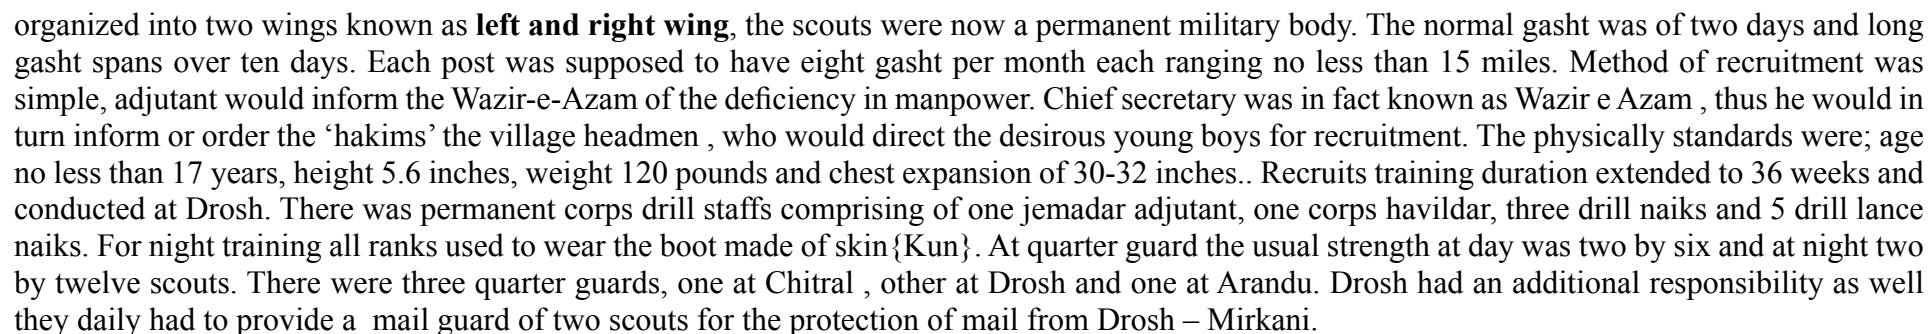 organized into two wings known as left and right wing, the scouts were now a permanent military body. The normal gasht was of two days and long
gasht spans over ten days. Each post was supposed to have eight gasht per month each ranging no less than 15 miles. Method of recruitment was
simple, adjutant would inform the Wazir-e-Azam of the deficiency in manpower. Chief secretary was in fact known as Wazir e Azam , thus he would in
turn inform or order the ‘hakims’ the village headmen , who would direct the desirous young boys for recruitment. The physically standards were; age
no less than 17 years, height 5.6 inches, weight 120 pounds and chest expansion of 30-32 inches.. Recruits training duration extended to 36 weeks and
conducted at Drosh. There was permanent corps drill staffs comprising of one jemadar adjutant, one corps havildar, three drill naiks and 5 drill lance
naiks. For night training all ranks used to wear the boot made of skin{Kun}. At quarter guard the usual strength at day was two by six and at night two
by twelve scouts. There were three quarter guards, one at Chitral , other at Drosh and one at Arandu. Drosh had an additional responsibility as well
they daily had to provide a  mail guard of two scouts for the protection of mail from Drosh – Mirkani.